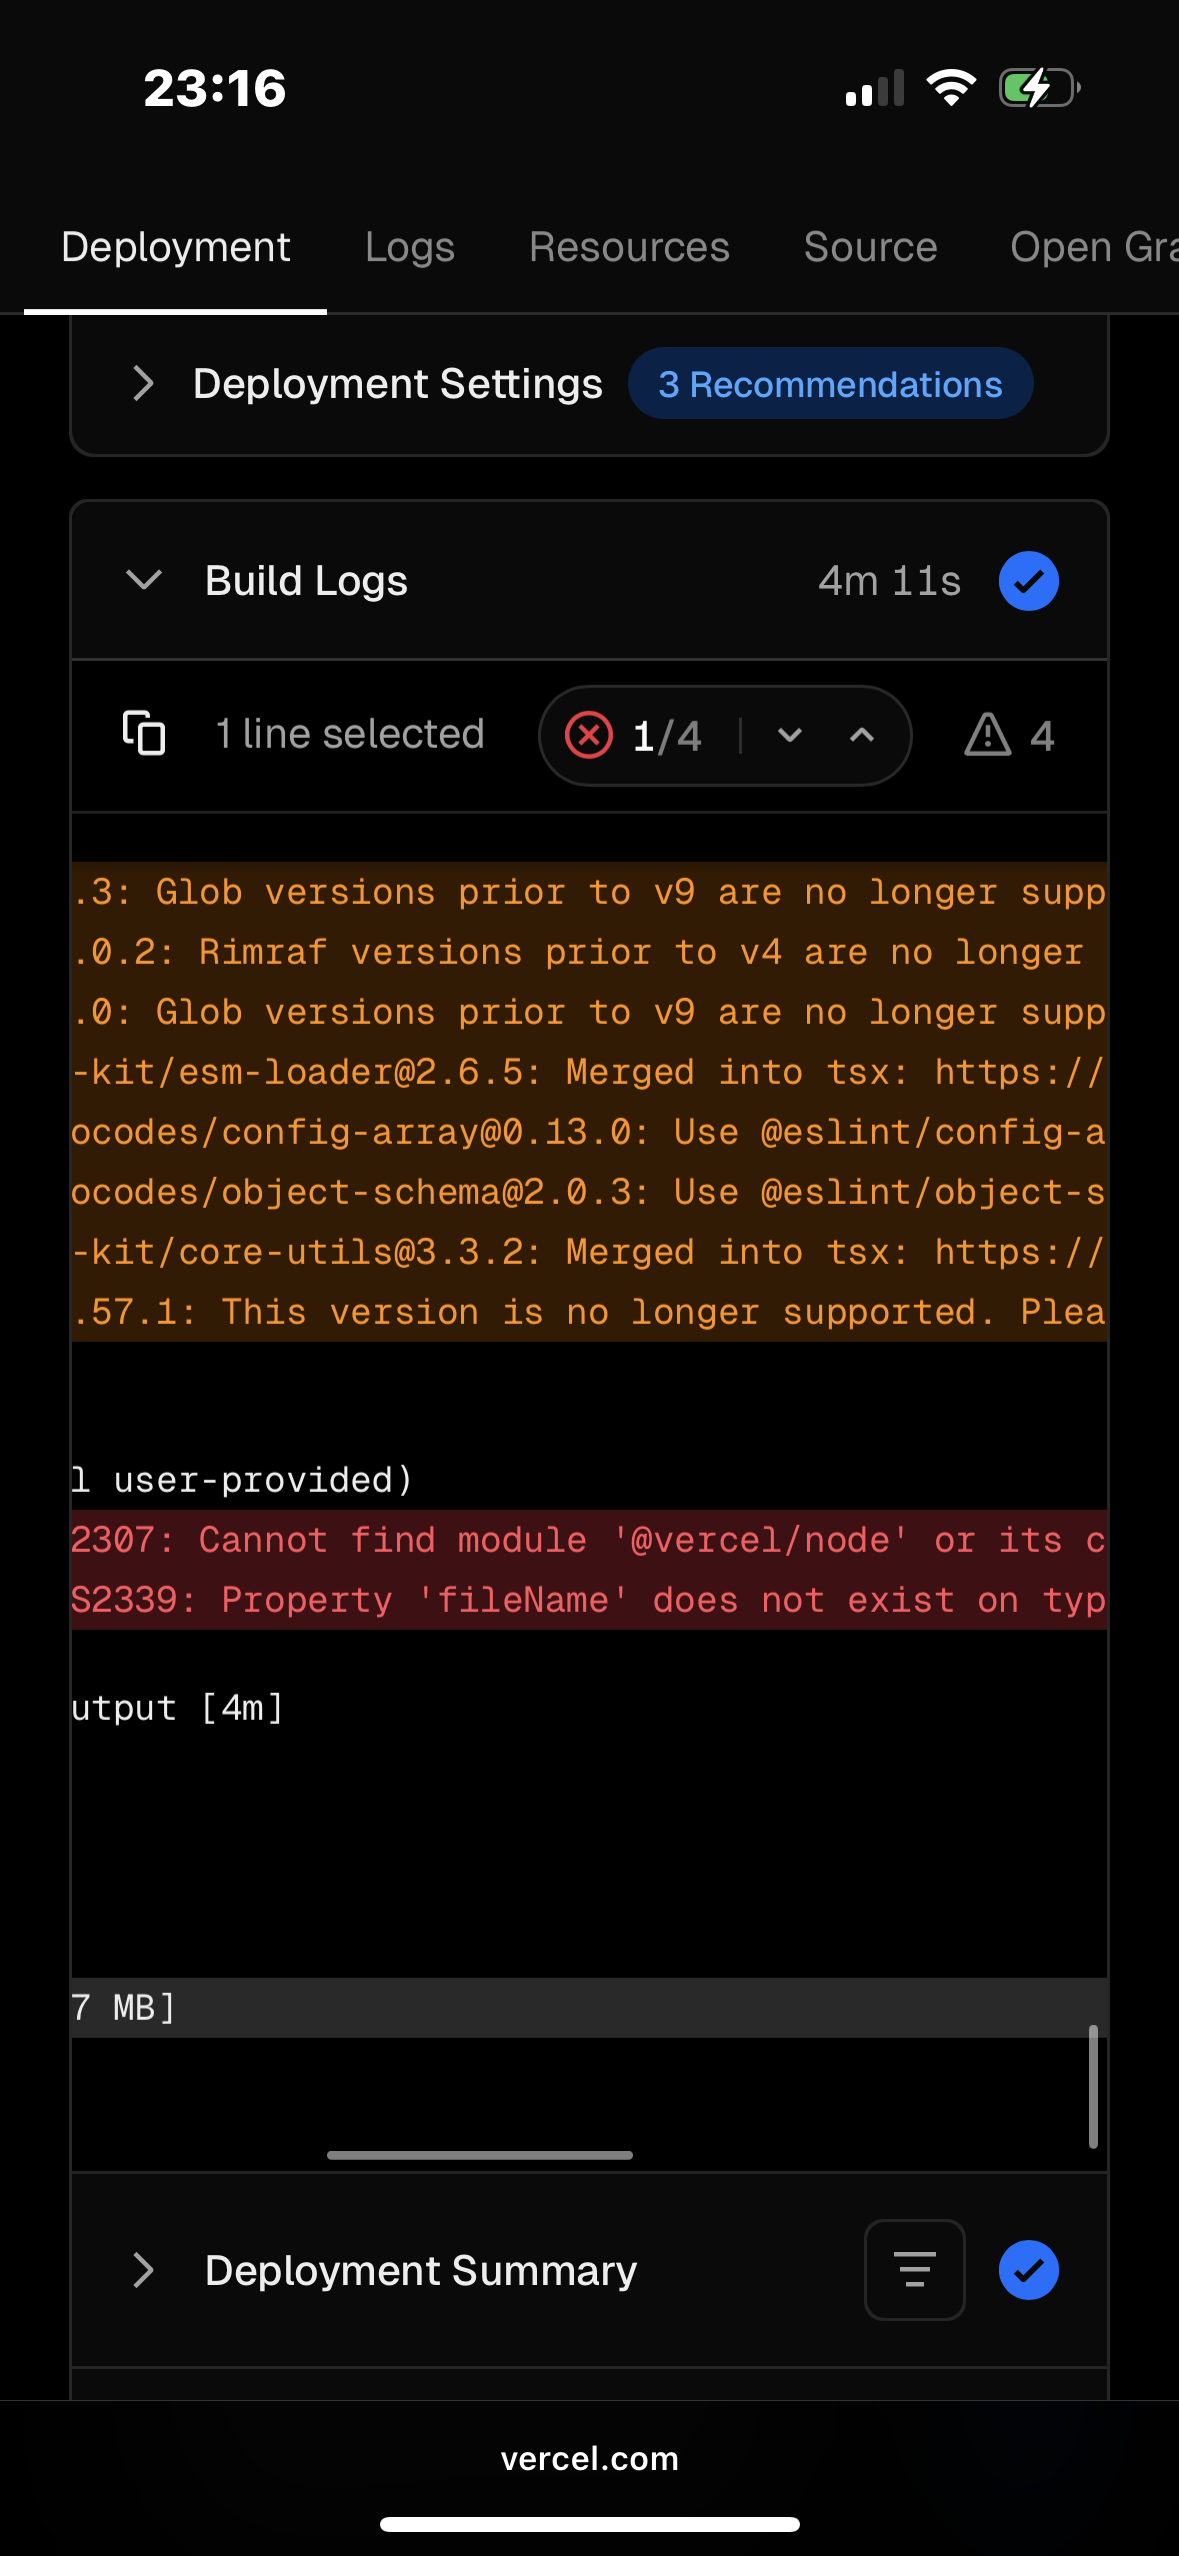 23:16
Deployment Logs Resources Source Open Gra
Deployment Settings 3 Recommendations
Build Logs 4m 11s
1 line selected 1/4 4
.3: Glob versions prior to v9 are no longer supp
.0.2: Rimraf versions prior to v4 are no longer
.0: Glob versions prior to v9 are no longer supp
-kit/esm-loader@2.6.5: Merged into tsx: https://
ocodes/config-array@0.13.0: Use @eslint/config-a
ocodes/object-schema@2.0.3: Use @eslint/object-s
-kit/core-utils@3.3.2: Merged into tsx: https://
.57.1: This version is no longer supported. Plea
l user-provided)
2307: Cannot find module '@vercel/node' or its c
S2339: Property 'fileName' does not exist on typ
utput [4m]
7 MB]
Deployment Summary
vercel.com